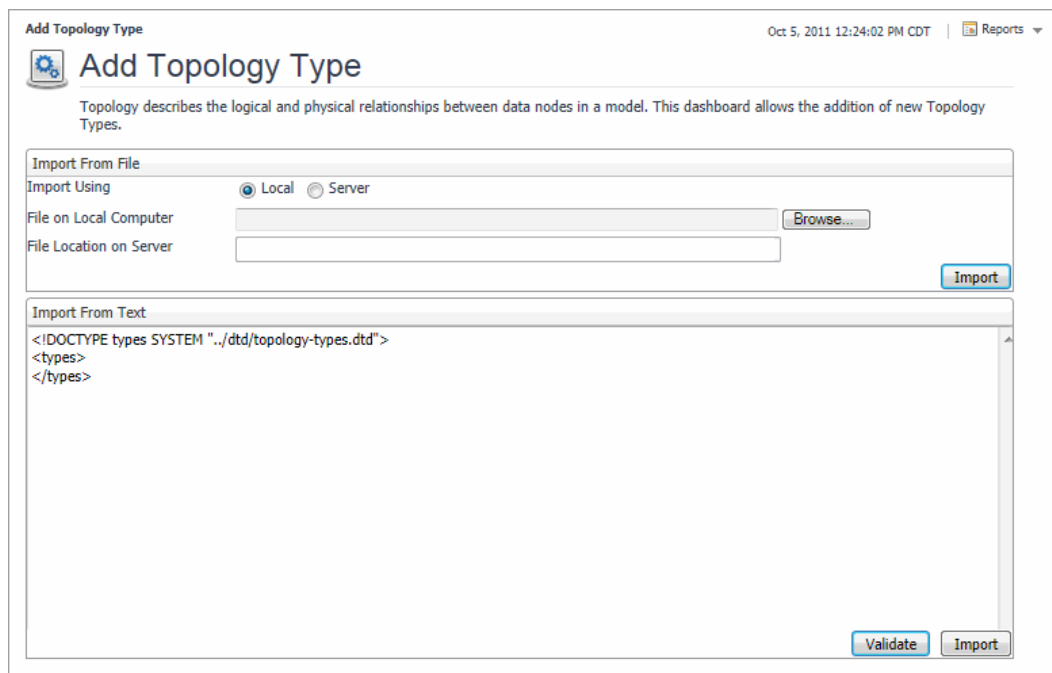 Add Topology Type
Oct 5, 2011 12:24:02 PM CDT | Reports
Add Topology Type
Topology describes the logical and physical relationships between data nodes in a model. This dashboard allows the addition of new Topology
Types.
Import From File
Import Using Local Server
File on Local Computer Browse...
File Location on Server
Import
Import From Text
<!DOCTYPE types SYSTEM "../dtd/topology-types.dtd">
<types>
</types>
Validate Import